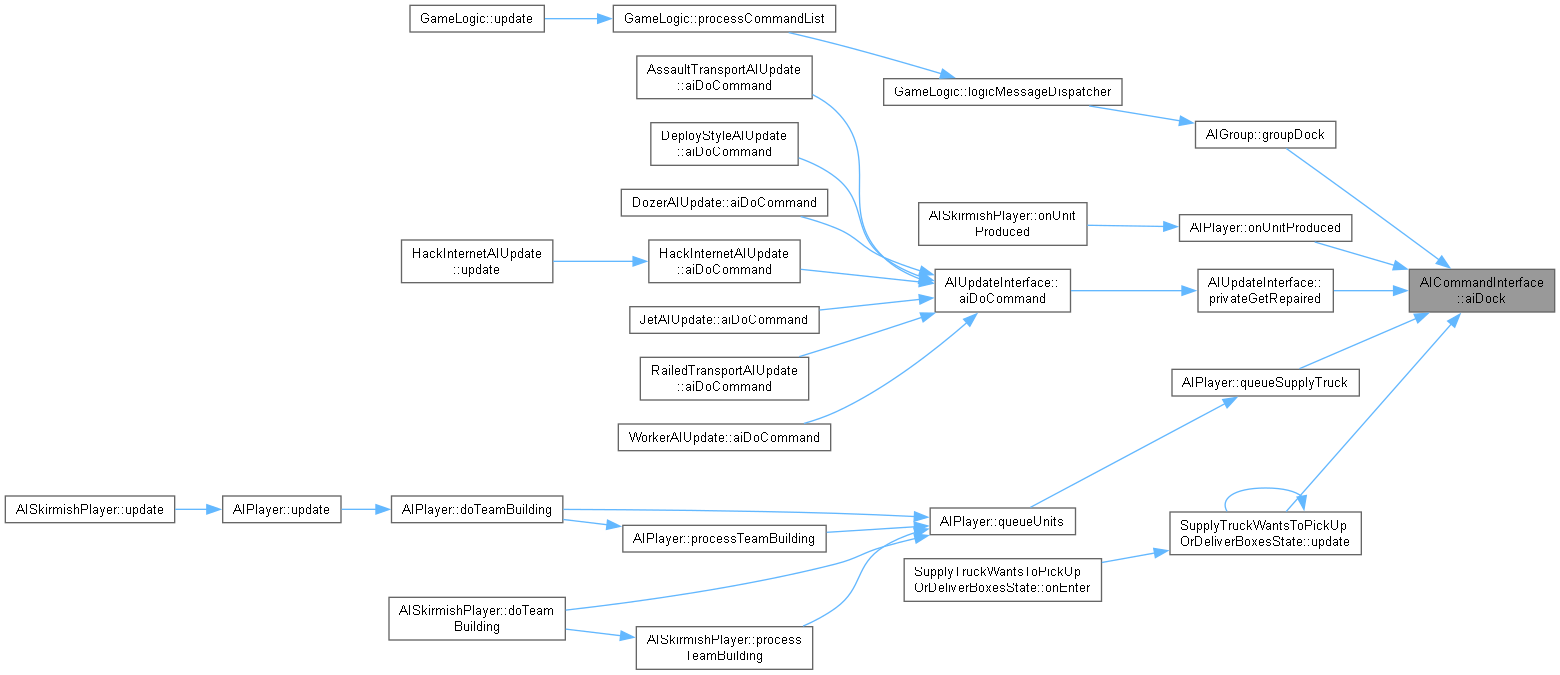 GameLogic::update
GameLogic::processCommandList
AssaultTransportAIUpdate
::aiDoCommand
GameLogic::logicMessageDispatcher
AIGroup::groupDock
DeployStyleAIUpdate
::aiDoCommand
DozerAIUpdate::aiDoCommand
AISkirmishPlayer::onUnit
Produced
AIPlayer::onUnitProduced
HackInternetAIUpdate
::update
HackInternetAIUpdate
::aiDoCommand
AIUpdateInterface::
aiDoCommand
AIUpdateInterface::
privateGetRepaired
AICommandInterface
::aiDock
JetAIUpdate::aiDoCommand
RailedTransportAIUpdate
::aiDoCommand
AIPlayer::queueSupplyTruck
WorkerAIUpdate::aiDoCommand
AISkirmishPlayer::update
AIPlayer::update
AIPlayer::doTeamBuilding
AIPlayer::processTeamBuilding
AIPlayer::queueUnits
SupplyTruckWantsToPickUp
OrDeliverBoxesState::update
SupplyTruckWantsToPickUp
OrDeliverBoxesState::onEnter
AISkirmishPlayer::doTeam
Building
AISkirmishPlayer::process
TeamBuilding